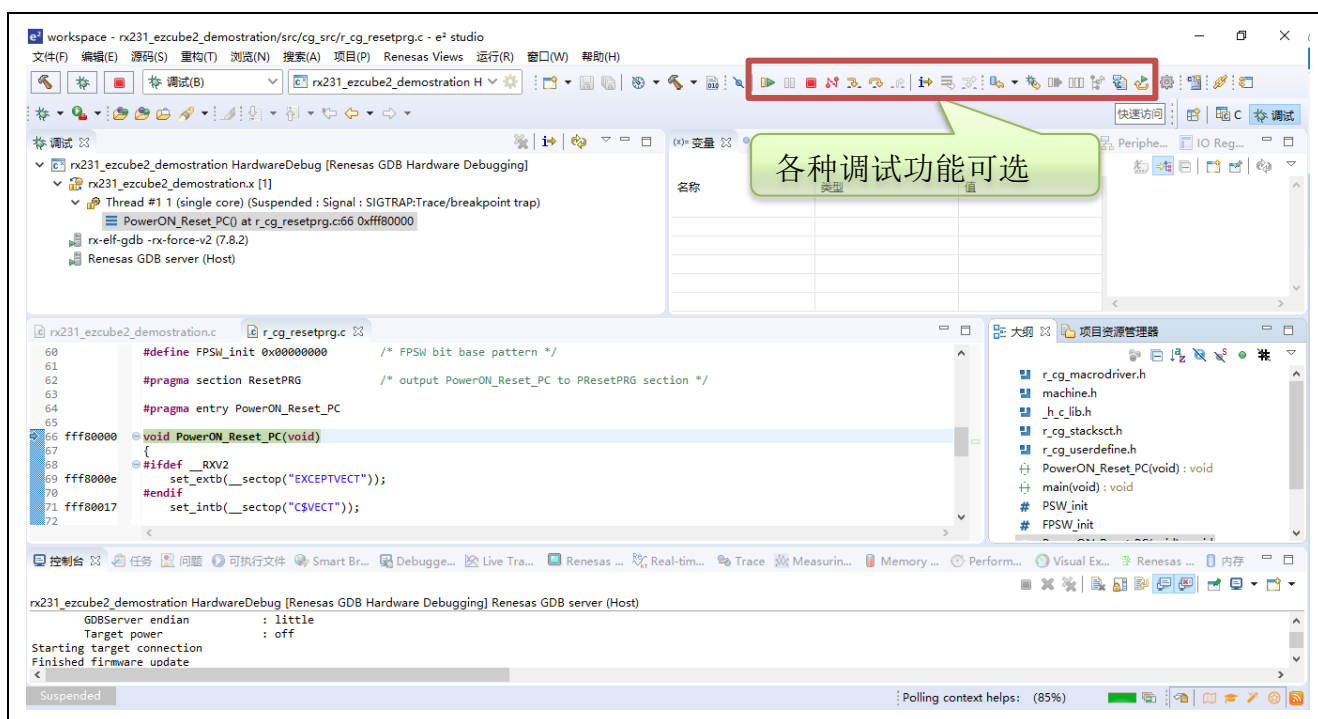 workspace - rx231_ezcube2_demostration/src/cg_src/r_cg_resetprg.c - e² studio
文件(F) 编辑(E) 源码(S) 重构(T) 浏览(N) 搜索(A) 项目(P) Renesas Views 运行(R) 窗口(W) 帮助(H)
调试(B) rx231_ezcube2_demostration H
快速访问 C 调试
调试
rx231_ezcube2_demostration HardwareDebug [Renesas GDB Hardware Debugging]
rx231_ezcube2_demostration.x [1]
Thread #1 1 (single core) (Suspended : Signal : SIGTRAP:Trace/breakpoint trap)
PowerON_Reset_PC() at r_cg_resetprg.c:66 0xfff80000
rx-elf-gdb -rx-force-v2 (7.8.2)
Renesas GDB server (Host)
(x)= 变量 Periphe... IO Reg...
各种调试功能可选
名称 类型 值
rx231_ezcube2_demostration.c r_cg_resetprg.c
60 #define FPSW_init 0x00000000 /* FPSW bit base pattern */
61
62 #pragma section ResetPRG /* output PowerON_Reset_PC to PResetPRG section */
63
64 #pragma entry PowerON_Reset_PC
65
66 fff80000 void PowerON_Reset_PC(void)
67 {
68 #ifdef __RXV2
69 fff8000e set_extb(__sectop("EXCEPTVECT"));
70 #endif
71 fff80017 set_intb(__sectop("C$VECT"));
72
大纲 项目资源管理器
r_cg_macrodriver.h
machine.h
_h_c_lib.h
r_cg_stacksct.h
r_cg_userdefine.h
PowerON_Reset_PC(void) : void
main(void) : void
# PSW_init
# FPSW_init
控制台 任务 问题 可执行文件 Smart Br... Debugge... Live Tra... Renesas ... Real-tim... Trace Measurin... Memory ... Perform... Visual Ex... Renesas ... 内存
rx231_ezcube2_demostration HardwareDebug [Renesas GDB Hardware Debugging] Renesas GDB server (Host)
GDBServer endian : little
Target power : off
Starting target connection
Finished firmware update
Suspended
Polling context helps: (85%)